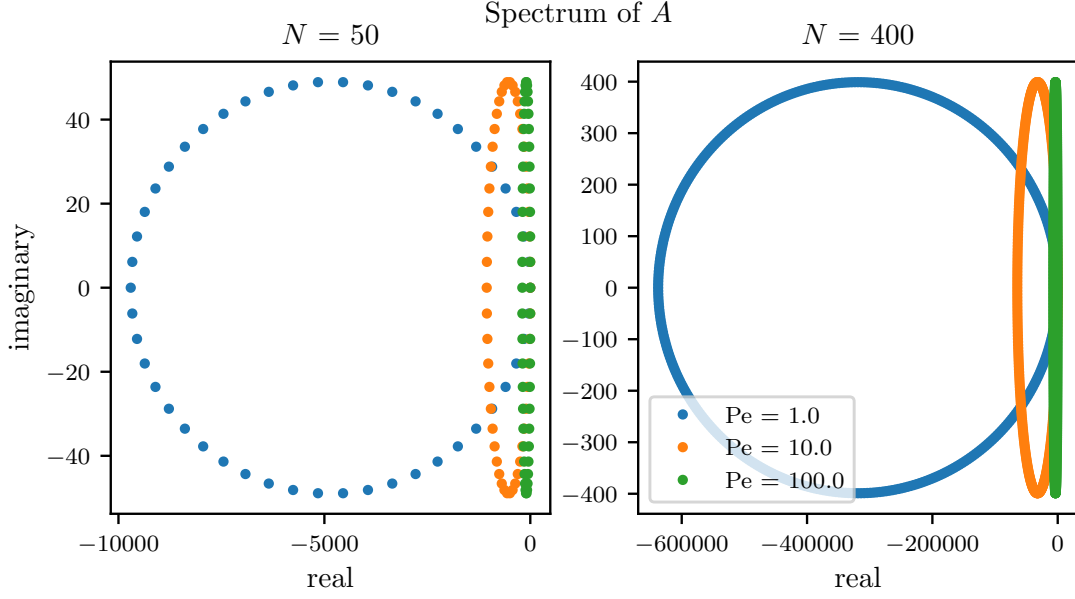 Spectrum of A
N = 50
N = 400
imaginary
40
20
0
−20
−40
−10000
−5000
0
real
400
300
200
100
0
−100
−200
−300
−400
Pe = 1.0
Pe = 10.0
Pe = 100.0
−600000
−400000
−200000
0
real